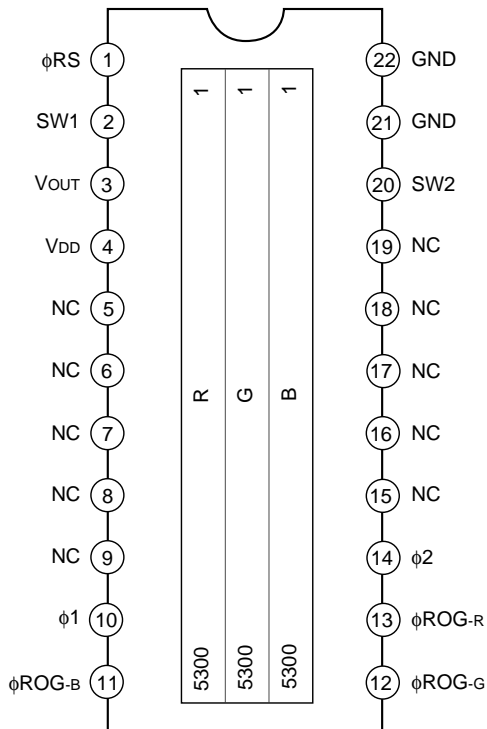 ϕRS 1 1 1 1 22 GND
SW1 2 21 GND
VOUT 3 20 SW2
VDD 4 19 NC
NC 5 18 NC
NC 6 17 NC
R G B
NC 7 16 NC
NC 8 15 NC
NC 9 14 ϕ2
ϕ1 10 13 ϕROG-R
5300 5300 5300
ϕROG-B 11 12 ϕROG-G